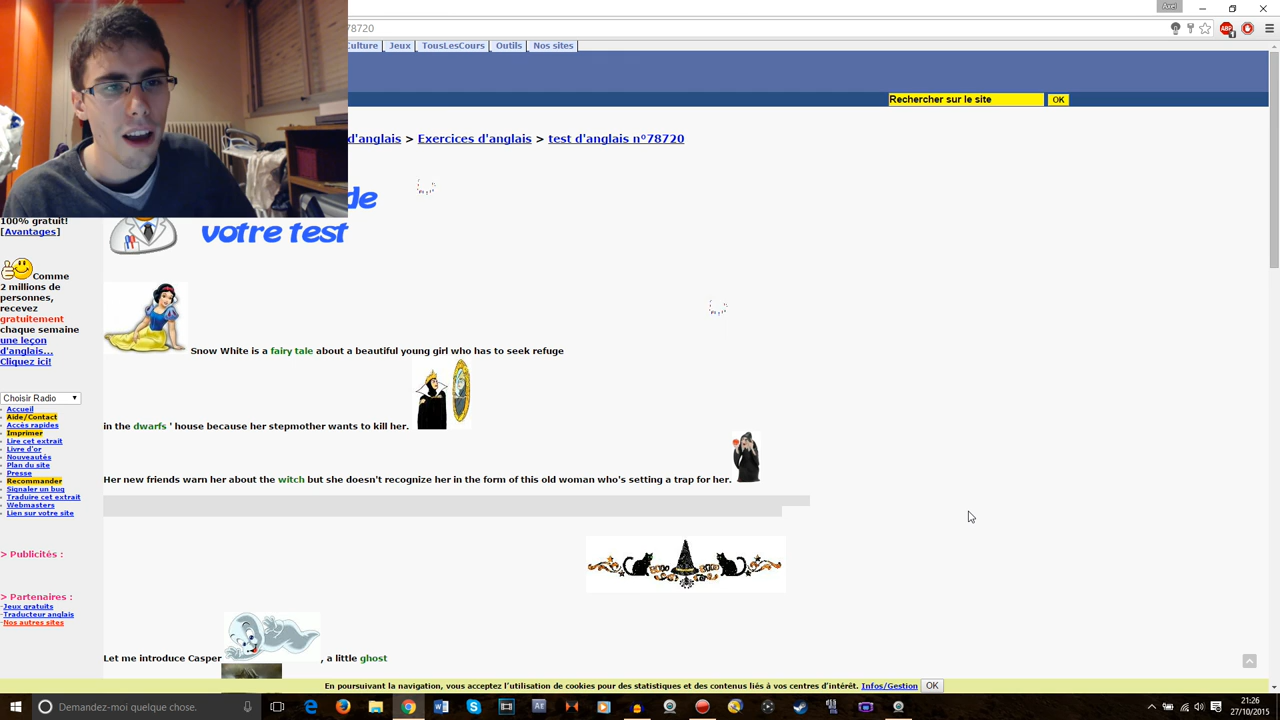 Axel
78720
Culture Jeux TousLesCours Outils Nos sites
Rechercher sur le site OK
d'anglais > Exercices d'anglais > test d'anglais n°78720
de
votre test
100% gratuit!
[Avantages]
Comme
2 millions de
personnes,
recevez
gratuitement
chaque semaine
une leçon
d'anglais...
Cliquez ici!
Choisir Radio
Accueil
Aide/Contact
Accès rapides
Imprimer
Lire cet extrait
Livre d'or
Nouveautés
Plan du site
Presse
Recommander
Signaler un bug
Traduire cet extrait
Webmasters
Lien sur votre site
> Publicités :
> Partenaires :
-Jeux gratuits
-Traducteur anglais
-Nos autres sites
Snow White is a fairy tale about a beautiful young girl who has to seek refuge
in the dwarfs ' house because her stepmother wants to kill her.
Her new friends warn her about the witch but she doesn't recognize her in the form of this old woman who's setting a trap for her.
Let me introduce Casper , a little ghost
En poursuivant la navigation, vous acceptez l'utilisation de cookies pour des statistiques et des contenus liés à vos centres d'intérêt. Infos/Gestion OK
Demandez-moi quelque chose.
21:26
27/10/2015